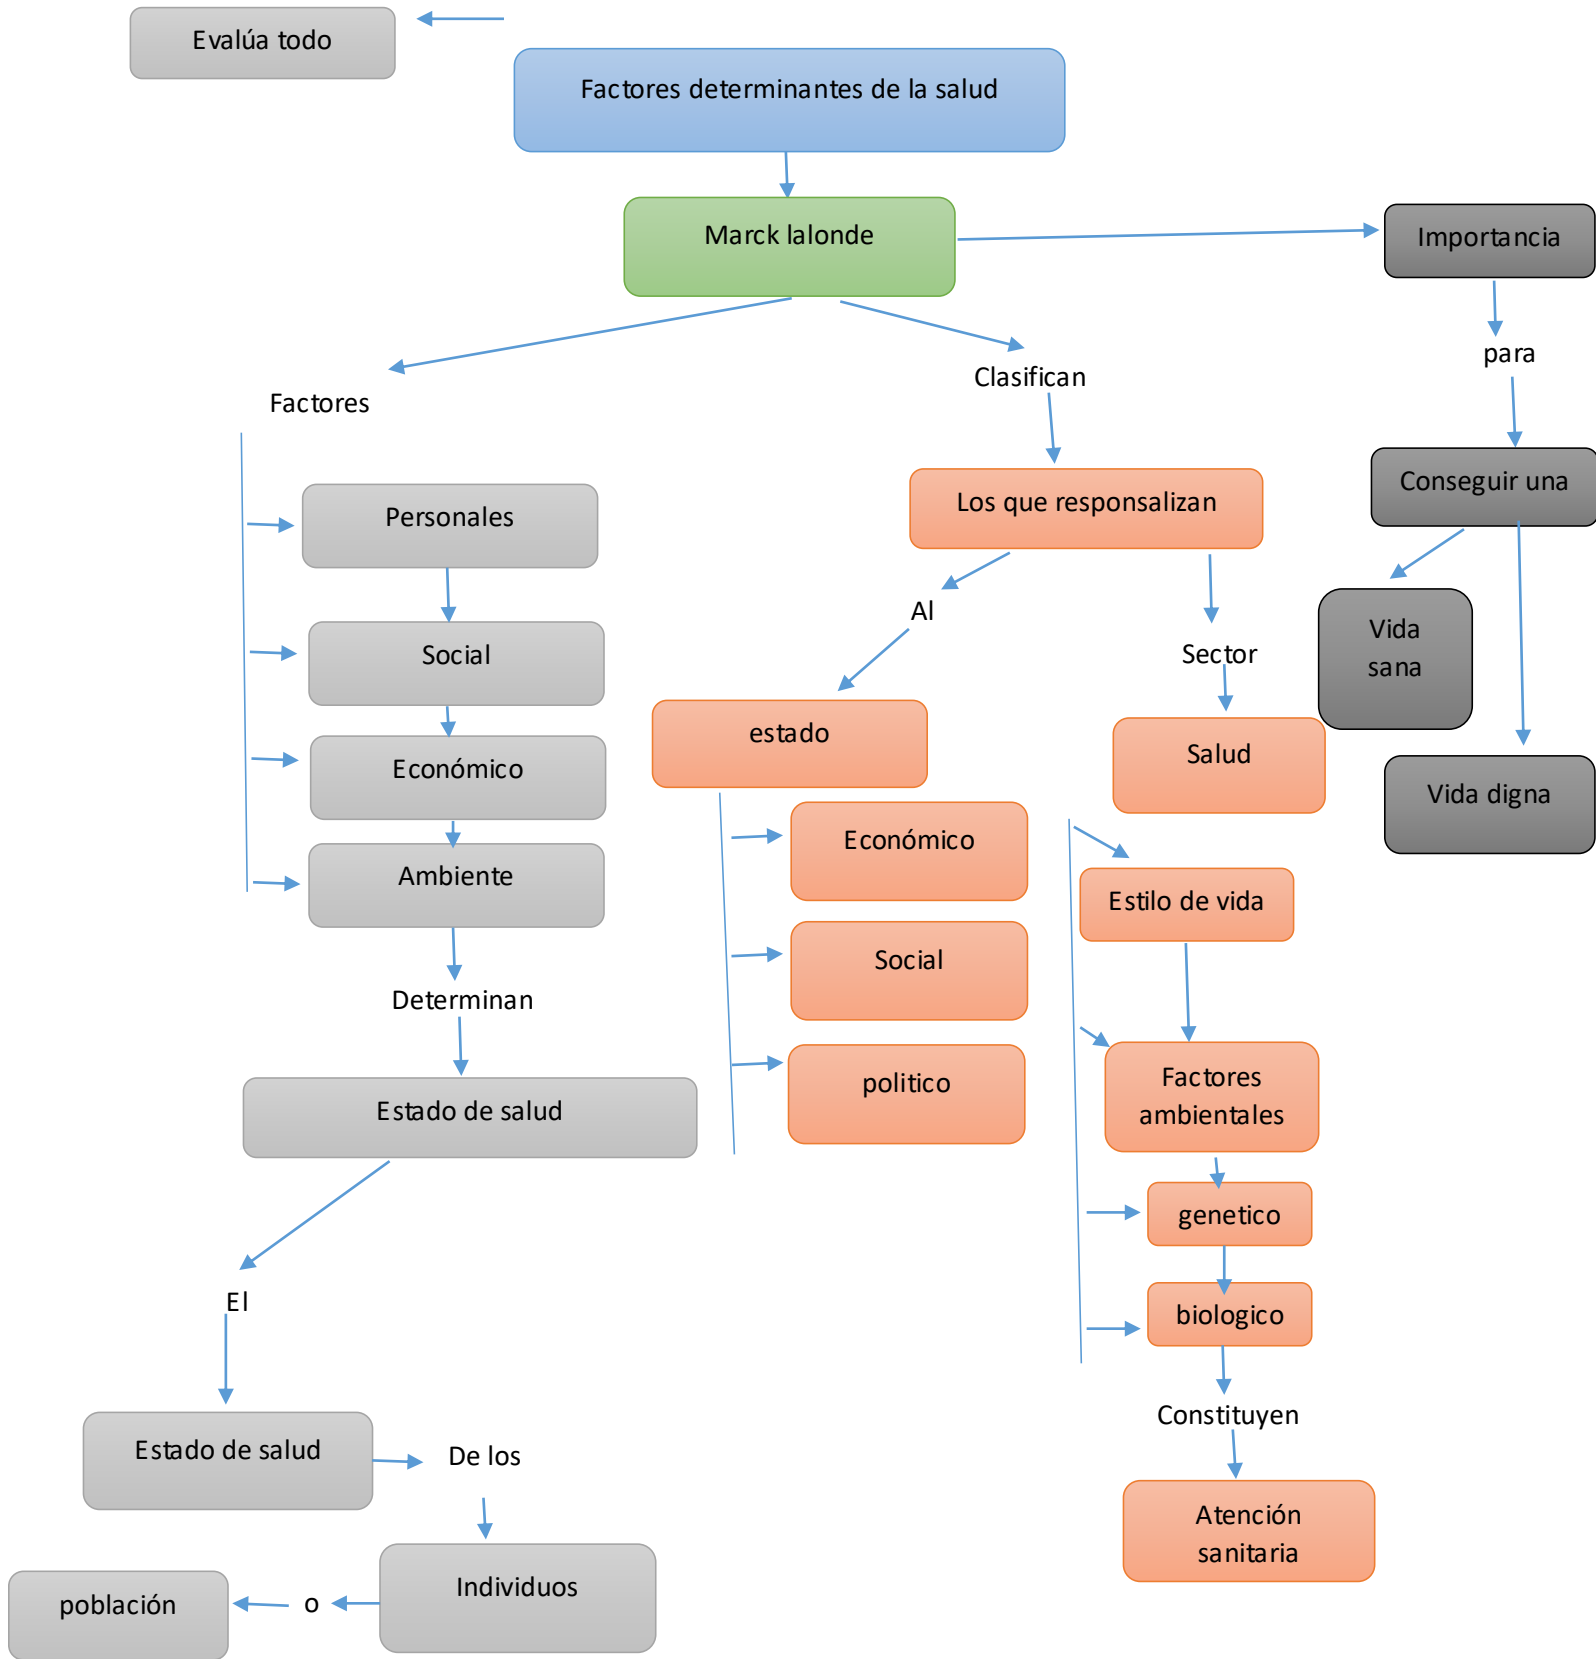 Evalúa todo
Factores determinantes de la salud
Marck lalonde
Importancia
para
Conseguir una
Vida
sana
Vida digna
Factores
Personales
Social
Económico
Ambiente
Determinan
Estado de salud
El
Estado de salud
De los
Individuos
o
población
Clasifican
Los que responsalizan
Al
estado
Económico
Social
politico
Sector
Salud
Estilo de vida
Factores
ambientales
genetico
biologico
Constituyen
Atención
sanitaria